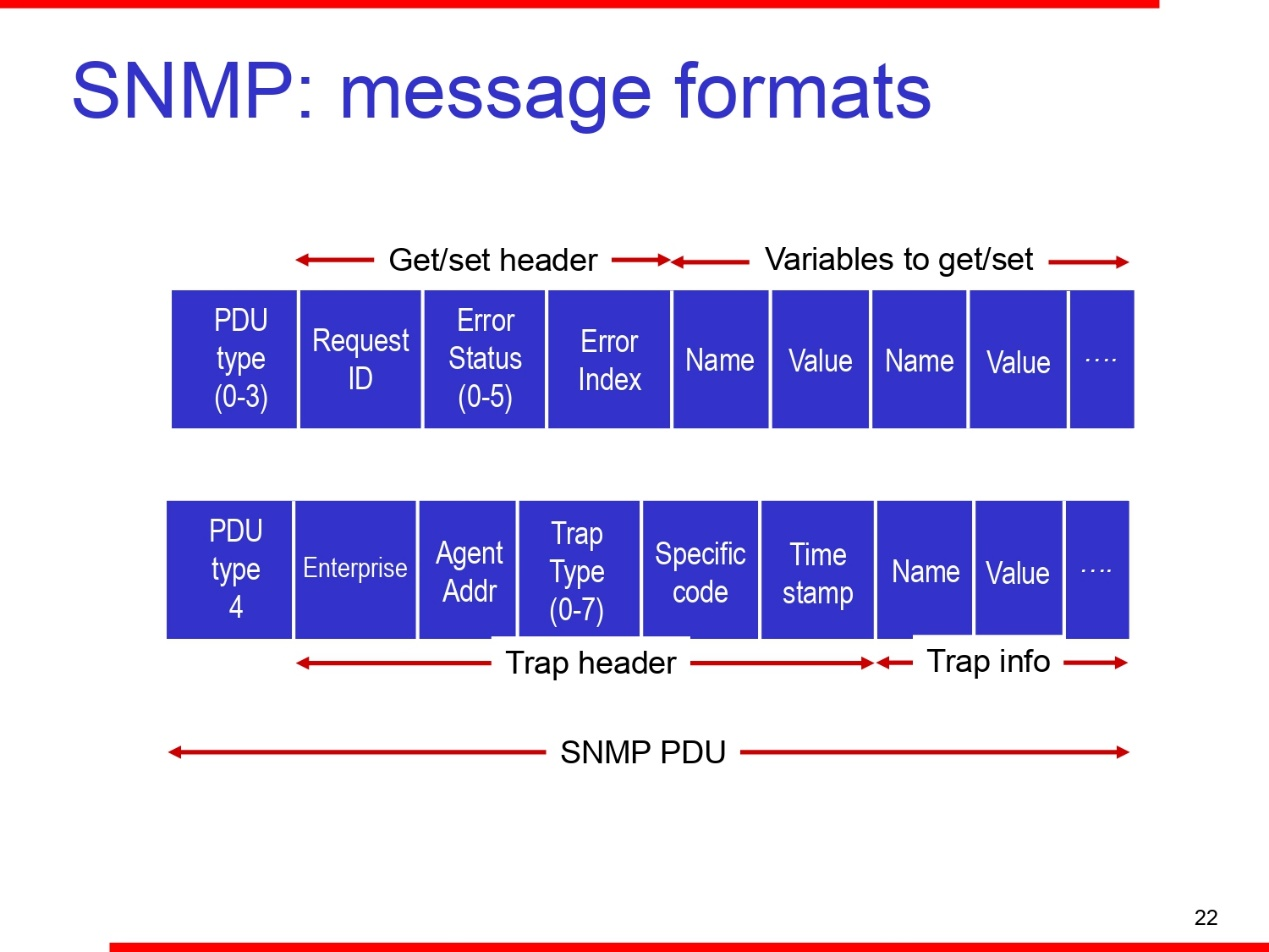 SNMP: message formats
Get/set header
Variables to get/set
PDU
type
(0-3)
Request
ID
Error
Status
(0-5)
Error
Index
Name
Value
Name
Value
....
PDU
type
4
Enterprise
Agent
Addr
Trap
Type
(0-7)
Specific
code
Time
stamp
Name
Value
....
Trap header
Trap info
SNMP PDU
22